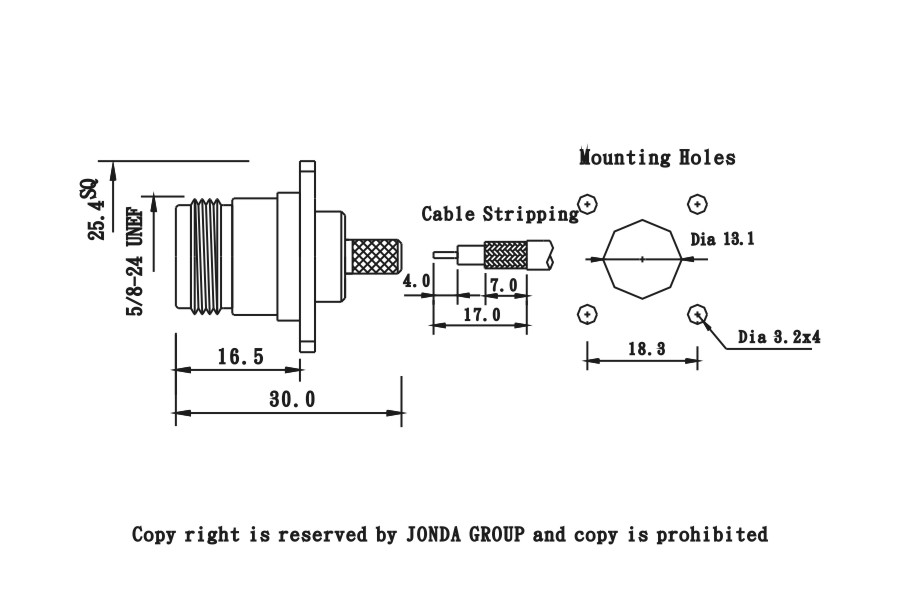 Mounting Holes
25.4 SQ
5/8-24 UNEF
Cable Stripping
Dia 13.1
4.0
7.0
17.0
Dia 3.2x4
18.3
16.5
30.0
Copy right is reserved by JONDA GROUP and copy is prohibited